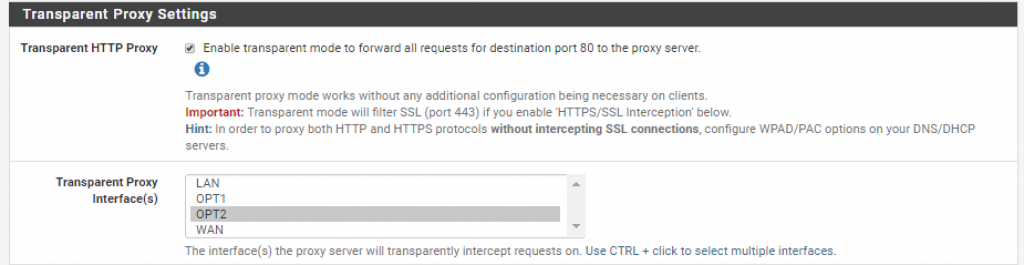 Transparent Proxy Settings
Transparent HTTP Proxy
Enable transparent mode to forward all requests for destination port 80 to the proxy server.
Transparent proxy mode works without any additional configuration being necessary on clients.
Important: Transparent mode will filter SSL (port 443) if you enable 'HTTPS/SSL Interception' below.
Hint: In order to proxy both HTTP and HTTPS protocols without intercepting SSL connections, configure WPAD/PAC options on your DNS/DHCP
servers.
Transparent Proxy
Interface(s)
LAN
OPT1
OPT2
WAN
The interface(s) the proxy server will transparently intercept requests on. Use CTRL + click to select multiple interfaces.